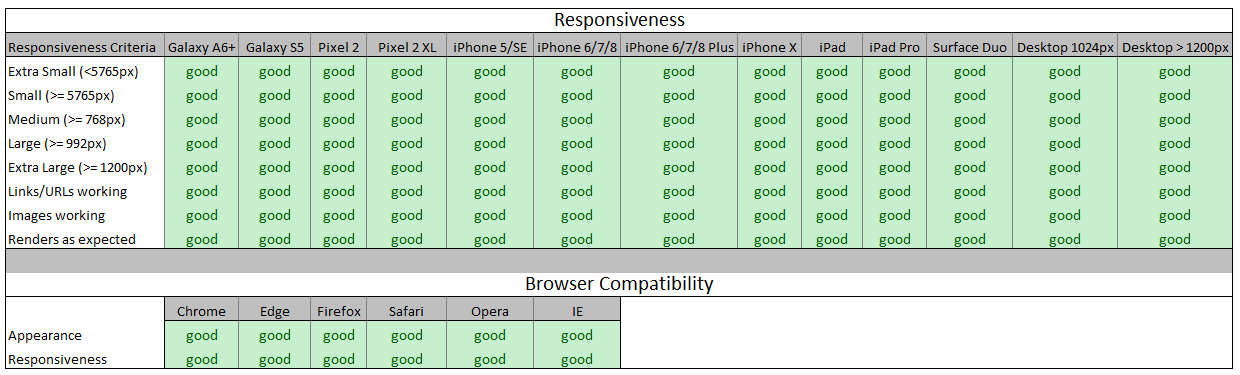 Responsiveness
Responsiveness Criteria Galaxy A6+ Galaxy S5 Pixel 2 Pixel 2 XL iPhone 5/SE iPhone 6/7/8 iPhone 6/7/8 Plus iPhone X iPad iPad Pro Surface Duo Desktop 1024px Desktop > 1200px
Extra Small (<5765px) good good good good good good good good good good good good good
Small (>= 5765px) good good good good good good good good good good good good good
Medium (>= 768px) good good good good good good good good good good good good good
Large (>= 992px) good good good good good good good good good good good good good
Extra Large (>= 1200px) good good good good good good good good good good good good good
Links/URLs working good good good good good good good good good good good good good
Images working good good good good good good good good good good good good good
Renders as expected good good good good good good good good good good good good good
Browser Compatibility
Chrome Edge Firefox Safari Opera IE
Appearance good good good good good good
Responsiveness good good good good good good